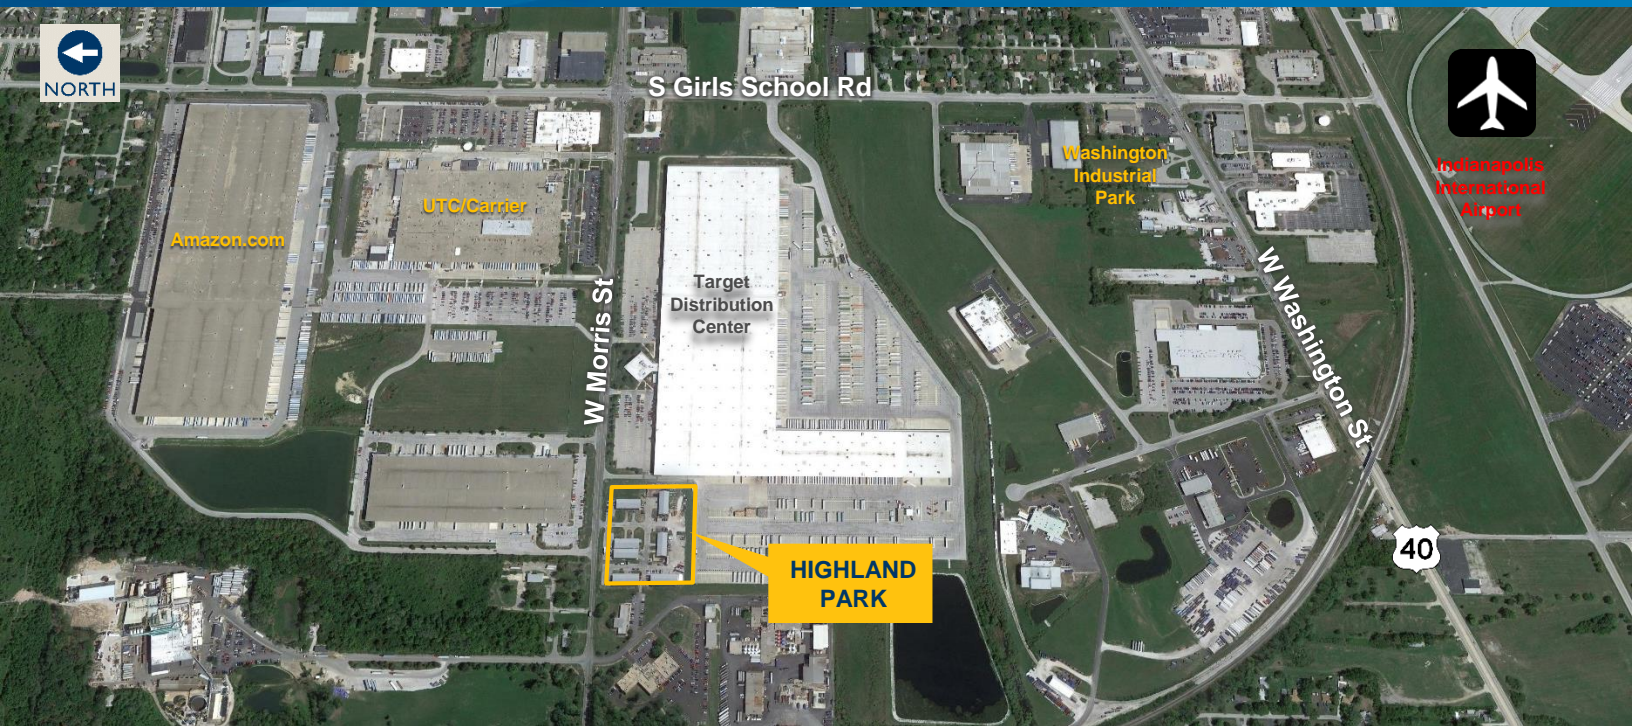 NORTH
S Girls School Rd
Indianapolis
International
Airport
Washington
Industrial
Park
UTC/Carrier
Amazon.com
Target
Distribution
Center
W Morris St
W Washington St
40
HIGHLAND
PARK